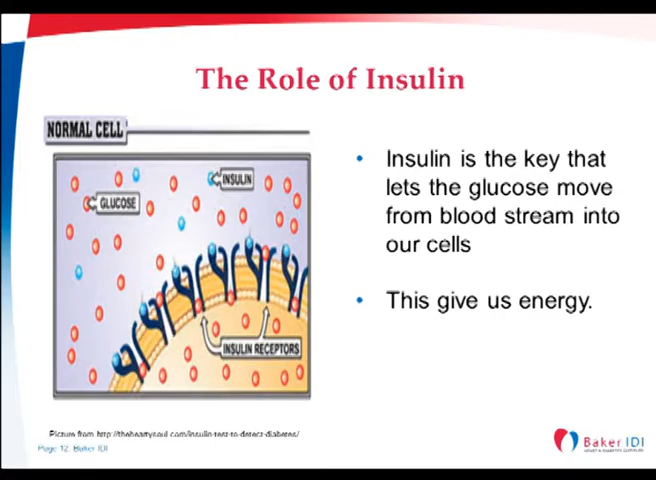 The Role of Insulin
NORMAL CELL
INSULIN
GLUCOSE
INSULIN RECEPTORS
• Insulin is the key that
lets the glucose move
from blood stream into
our cells
• This give us energy.
Picture from http://theheartysoul.com/insulin-test-to-detect-diabetes/
Page 12: Baker IDI
Baker IDI